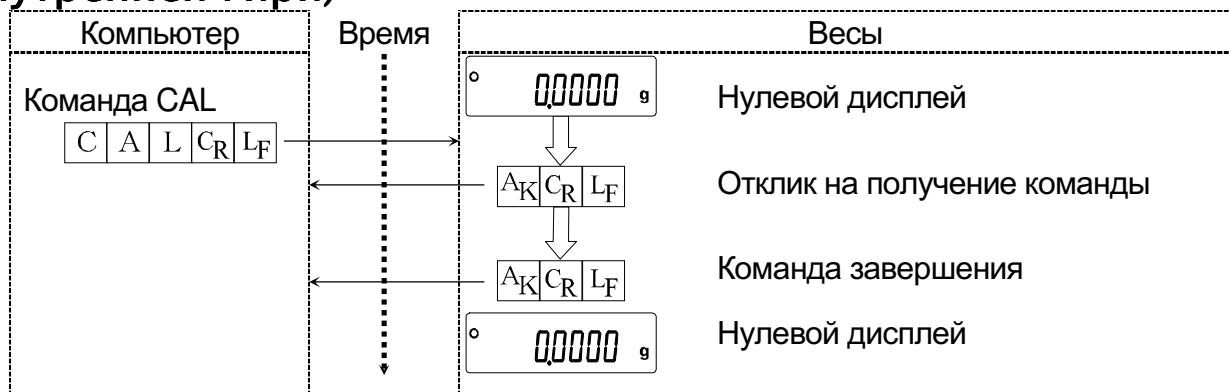 Компьютер Время Весы
0.0000 g Нулевой дисплей
Команда CAL
C A L CR LF
AK CR LF Отклик на получение команды
AK CR LF Команда завершения
0.0000 g Нулевой дисплей